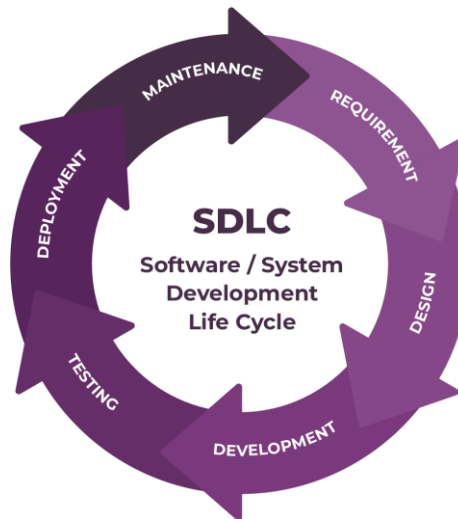 SDLC
Software / System
Development
Life Cycle
REQUIREMENT
DESIGN
DEVELOPMENT
TESTING
DEPLOYMENT
MAINTENANCE